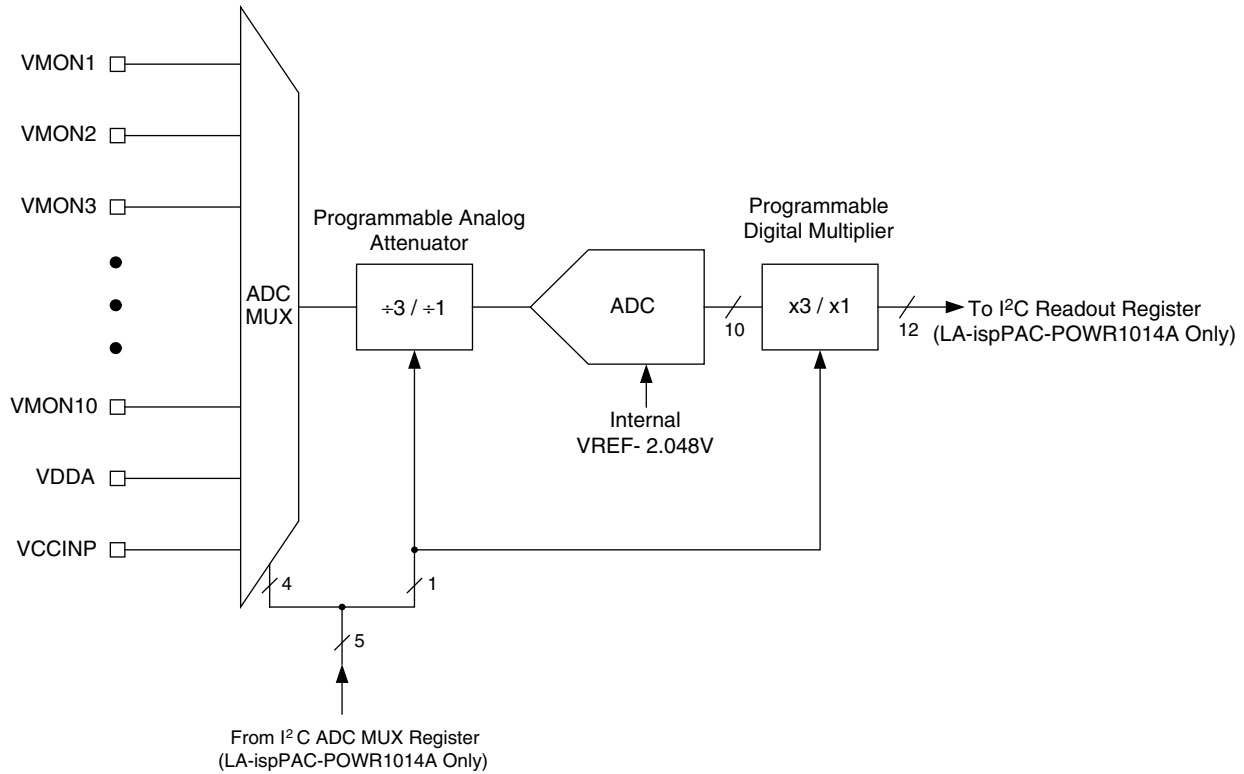 VMON1
VMON2
VMON3
VMON10
VDDA
VCCINP
ADC
MUX
Programmable Analog
Attenuator
÷3 / ÷1
ADC
Internal
VREF- 2.048V
10
Programmable
Digital Multiplier
x3 / x1
12
To I²C Readout Register
(LA-ispPAC-POWR1014A Only)
4
1
5
From I² C ADC MUX Register
(LA-ispPAC-POWR1014A Only)